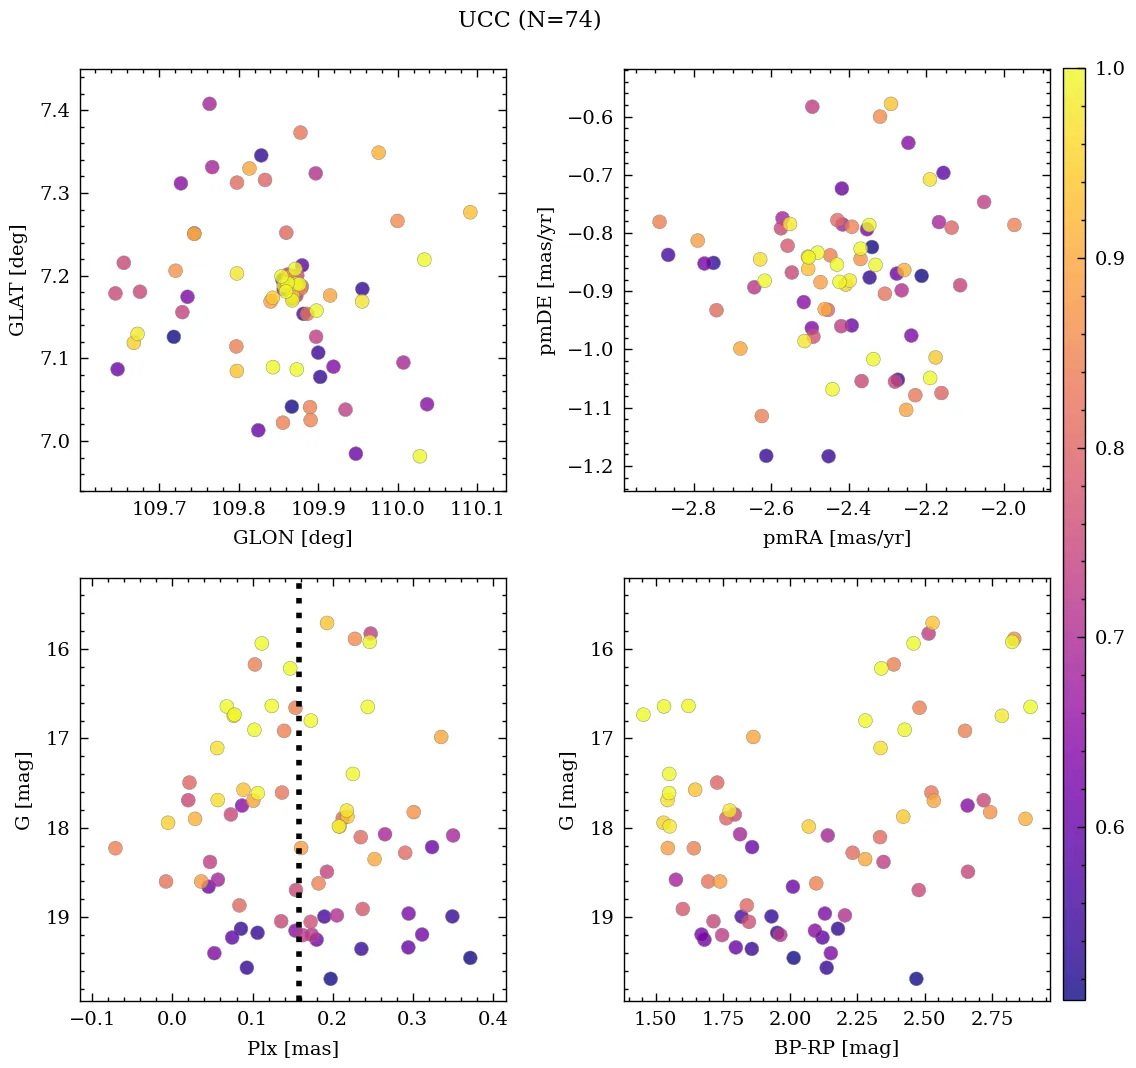 UCC (N=74)
7.4
7.3
7.2
7.1
7.0
GLAT [deg]
109.7 109.8 109.9 110.0 110.1
GLON [deg]
−0.6
−0.7
−0.8
−0.9
−1.0
−1.1
−1.2
pmDE [mas/yr]
−2.8 −2.6 −2.4 −2.2 −2.0
pmRA [mas/yr]
1.0
0.9
0.8
0.7
0.6
16
17
18
19
G [mag]
−0.1 0.0 0.1 0.2 0.3 0.4
Plx [mas]
16
17
18
19
G [mag]
1.50 1.75 2.00 2.25 2.50 2.75
BP-RP [mag]